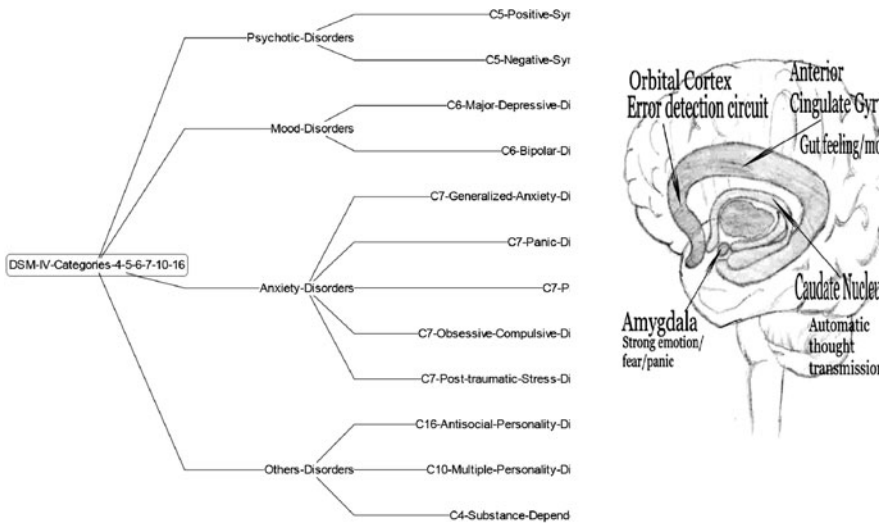 C5-Positive-Syr
Psychotic-Disorders
C5-Negative-Syr
C6-Major-Depressive-Di
Mood-Disorders
C6-Bipolar-Di
C7-Generalized-Anxiety-Di
C7-Panic-Di
DSM-IV-Categories-4-5-6-7-10-16
Anxiety-Disorders
C7-P
C7-Obsessive-Compulsive-Di
C7-Post-traumatic-Stress-Di
C16-Antisocial-Personality-Di
Others-Disorders
C10-Multiple-Personality-Di
C4-Substance-Depend
Orbital Cortex
Error detection circuit
Anterior
Cingulate Gyr
Gut feeling/mo
Caudate Nucleu
Automatic
thought
transmission
Amygdala
Strong emotion/
fear/panic